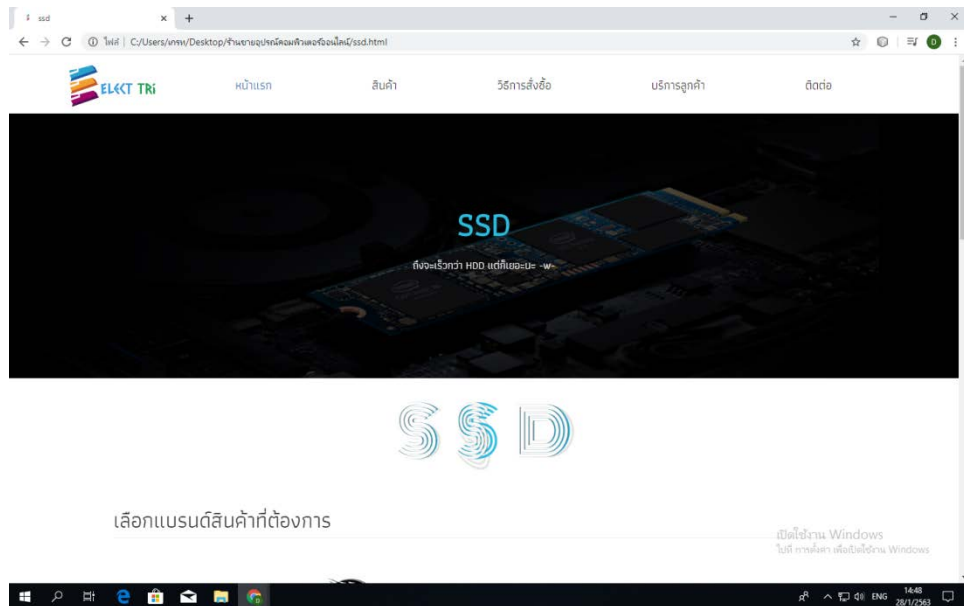 ssd
ไฟล์ C:/Users/เกรท/Desktop/ร้านขายอุปรณ์คอมพิวเตอร์ออนไลน์/ssd.html
D
ELECT TRi
หน้าแรก
สินค้า
วิธีการสั่งซื้อ
บริการลูกค้า
ติดต่อ
SSD
ถึงจะเร็วกว่า HDD แต่ก็เยอะนะ -w-
SSD
เลือกแบรนด์สินค้าที่ต้องการ
เปิดใช้งาน Windows
ไปที่ การตั้งค่า เพื่อเปิดใช้งาน Windows
ENG
14:48
28/1/2563